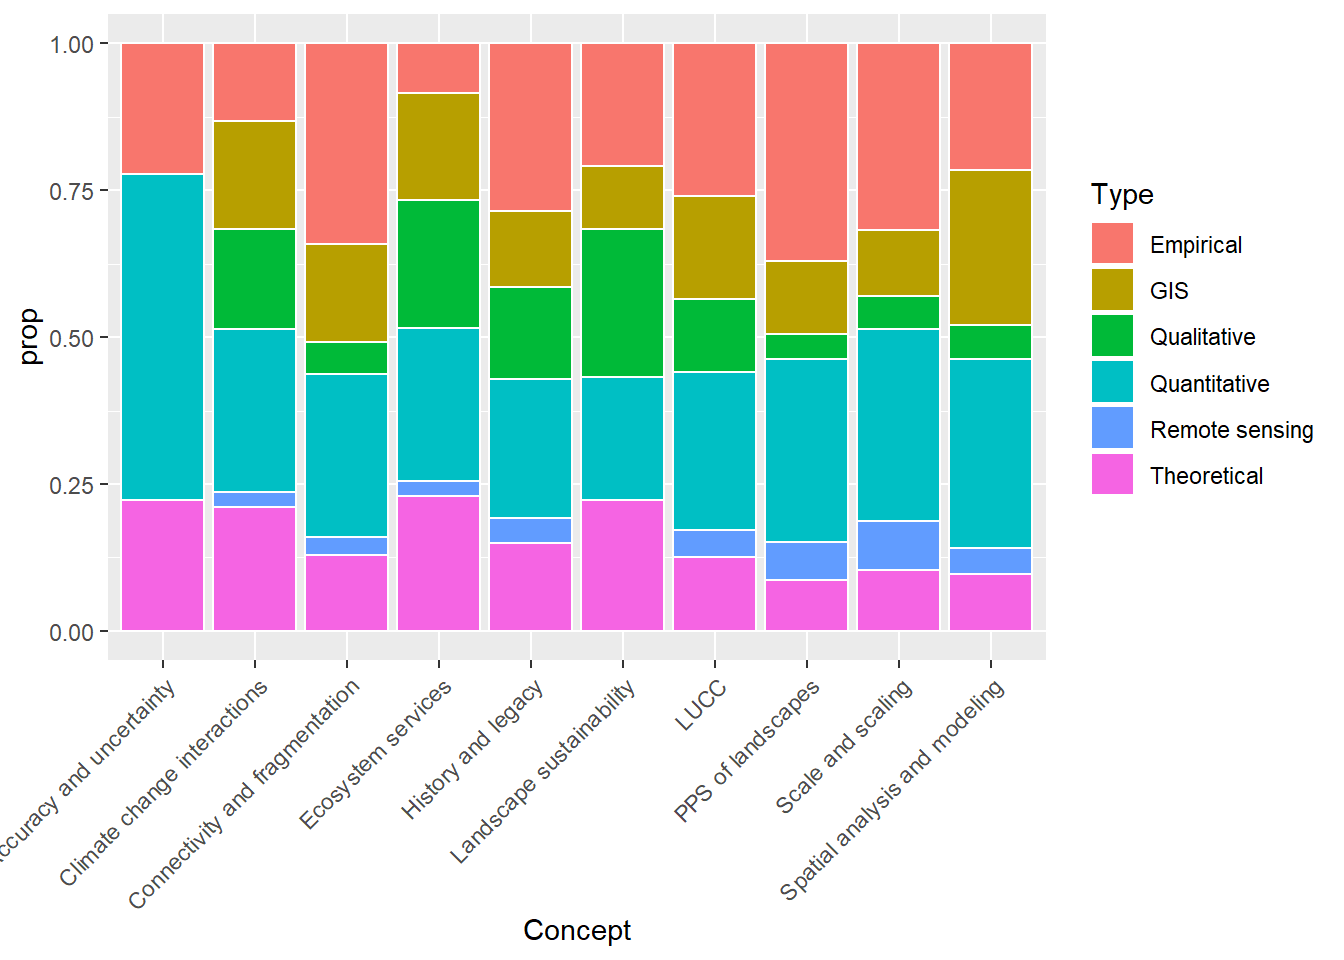 1.00
0.75
0.50
0.25
0.00
prop
ccuracy and uncertainty
Climate change interactions
Connectivity and fragmentation
Ecosystem services
History and legacy
Landscape sustainability
LUCC
PPS of landscapes
Scale and scaling
Spatial analysis and modeling
Concept
Type
Empirical
GIS
Qualitative
Quantitative
Remote sensing
Theoretical